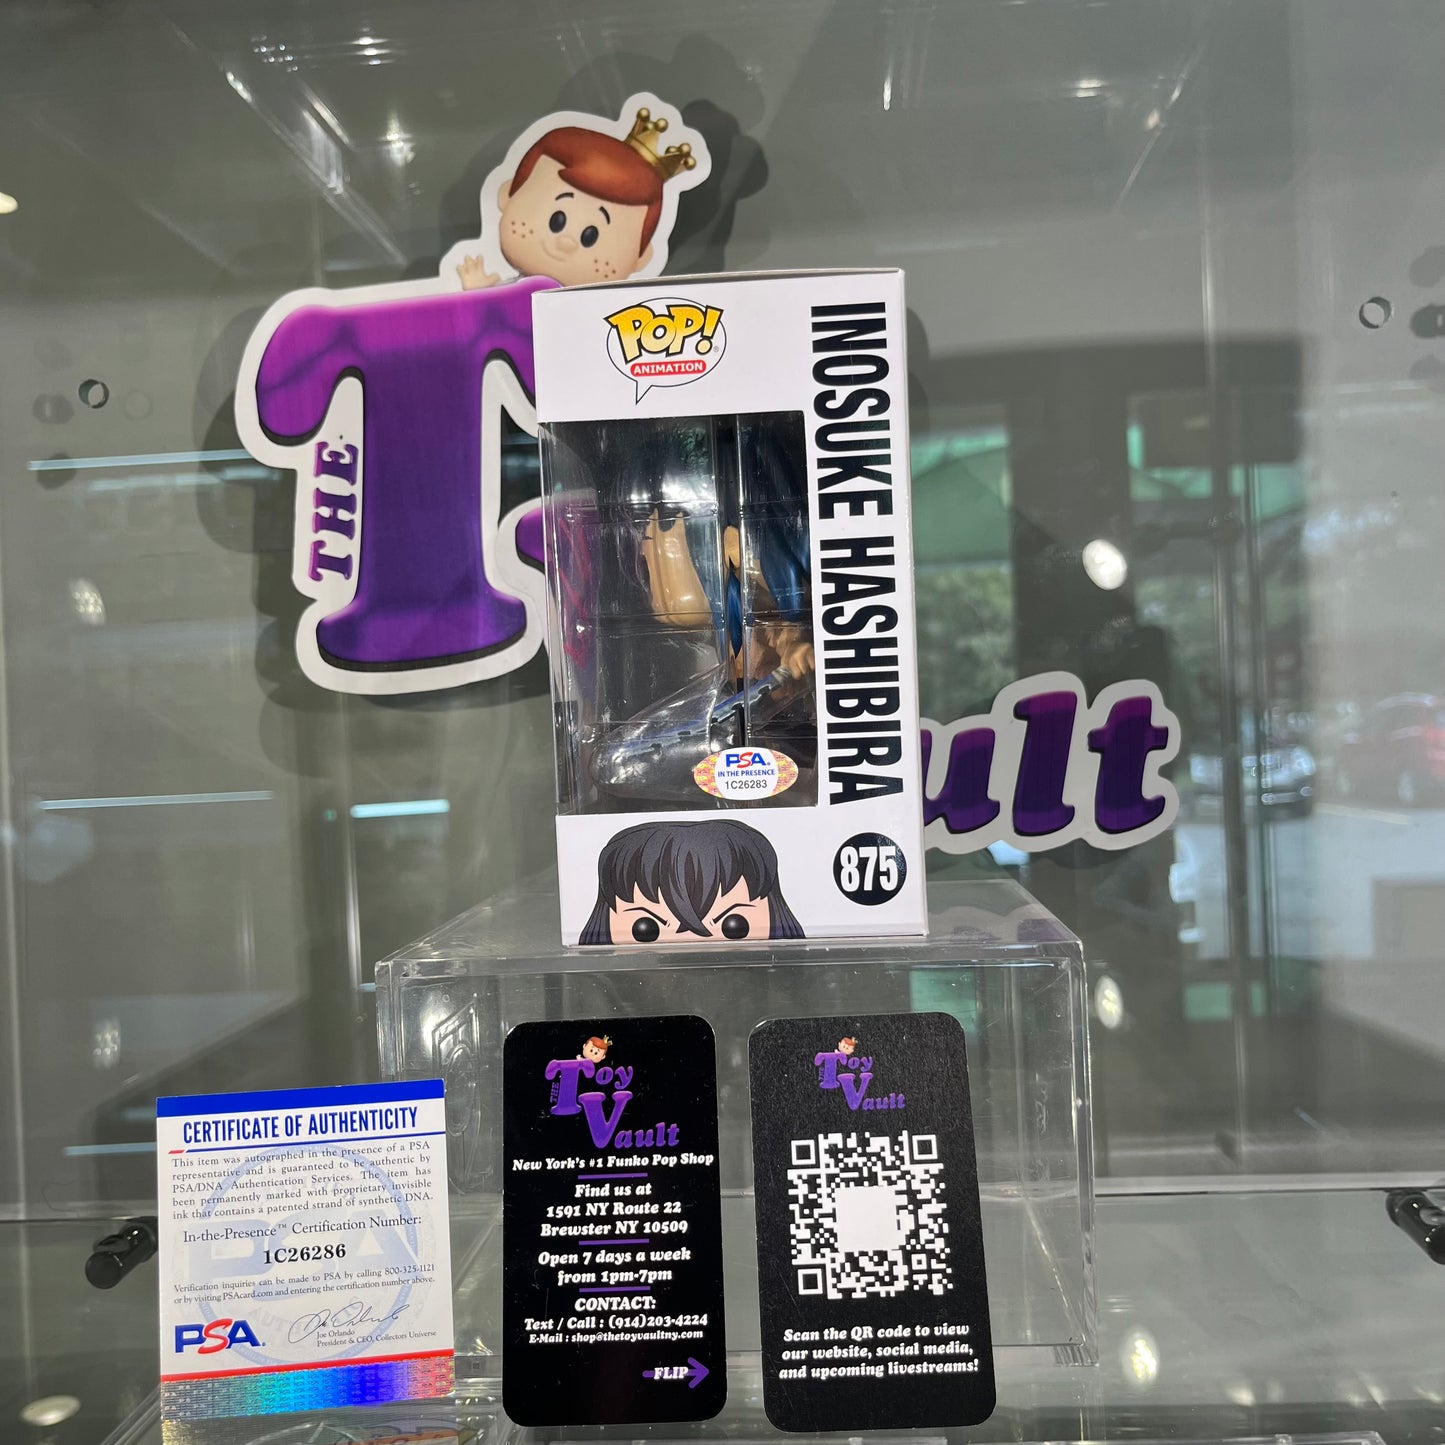 THE
T
ult
POP!
ANIMATION
INOSUKE HASHIBIRA
875
PSA
IN THE PRESENCE
1C26283
CERTIFICATE OF AUTHENTICITY
This item was autographed in the presence of a PSA
representative and is guaranteed to be authentic by
PSA/DNA Authentication Services. The item has
been permanently marked with proprietary invisible
ink that contains a patented strand of synthetic DNA.
In-the-Presence™ Certification Number:
1C26286
Verification inquiries can be made to PSA by calling 800-325-1121
or by visiting PSAcard.com and entering the certification number above.
PSA
Joe Orlando
President & CEO, Collectors Universe
THE Toy
Vault
New York's #1 Funko Pop Shop
Find us at
1591 NY Route 22
Brewster NY 10509
Open 7 days a week
from 1pm-7pm
CONTACT:
Text / Call : (914)203-4224
E-Mail : shop@thetoyvaultny.com
FLIP
THE Toy
Vault
Scan the QR code to view
our website, social media,
and upcoming livestreams!